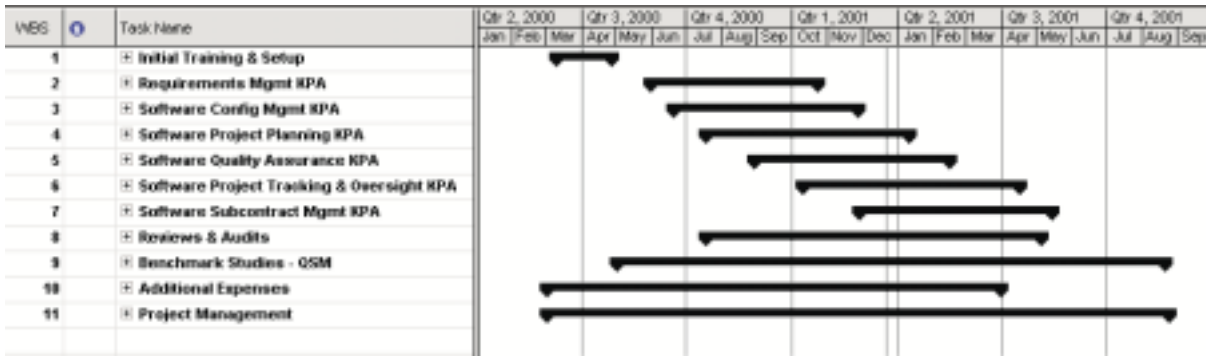 WBS Task Name Qtr 2, 2000 Qtr 3, 2000 Qtr 4, 2000 Qtr 1, 2001 Qtr 2, 2001 Qtr 3, 2001 Qtr 4, 2001
Jan Feb Mar Apr May Jun Jul Aug Sep Oct Nov Dec Jan Feb Mar Apr May Jun Jul Aug Sep
1 Initial Training & Setup
2 Requirements Mgmt KPA
3 Software Config Mgmt KPA
4 Software Project Planning KPA
5 Software Quality Assurance KPA
6 Software Project Tracking & Oversight KPA
7 Software Subcontract Mgmt KPA
8 Reviews & Audits
9 Benchmark Studies - QSM
10 Additional Expenses
11 Project Management